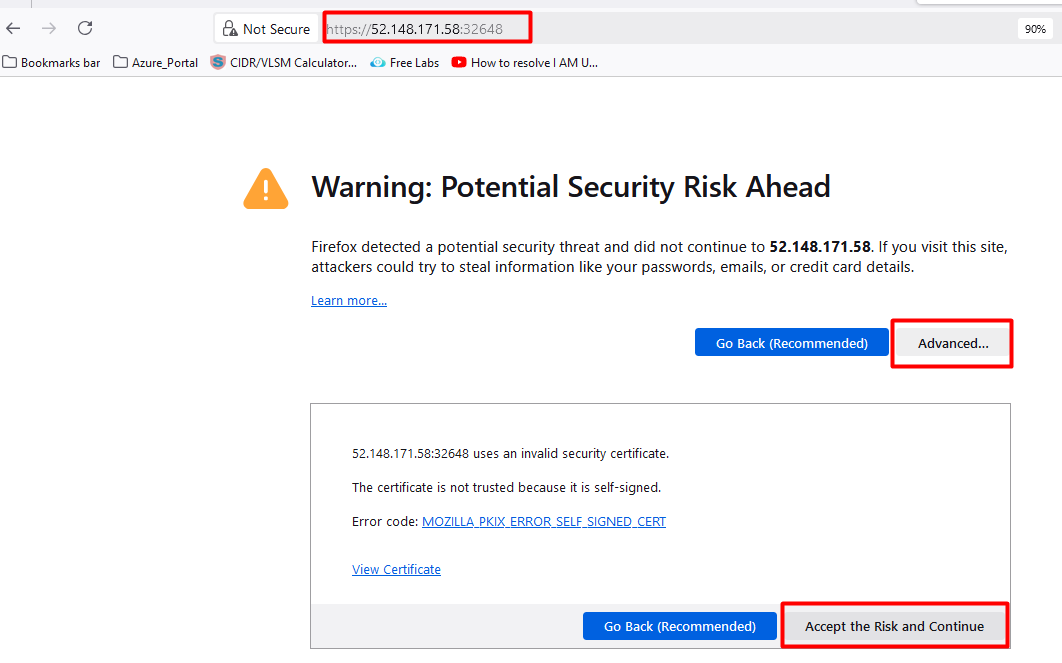 Not Secure https://52.148.171.58:32648 90%
Bookmarks bar Azure_Portal CIDR/VLSM Calculator... Free Labs How to resolve I AM U...
Warning: Potential Security Risk Ahead
Firefox detected a potential security threat and did not continue to 52.148.171.58. If you visit this site,
attackers could try to steal information like your passwords, emails, or credit card details.
Learn more...
Go Back (Recommended) Advanced...
52.148.171.58:32648 uses an invalid security certificate.
The certificate is not trusted because it is self-signed.
Error code: MOZILLA_PKIX_ERROR_SELF_SIGNED_CERT
View Certificate
Go Back (Recommended) Accept the Risk and Continue